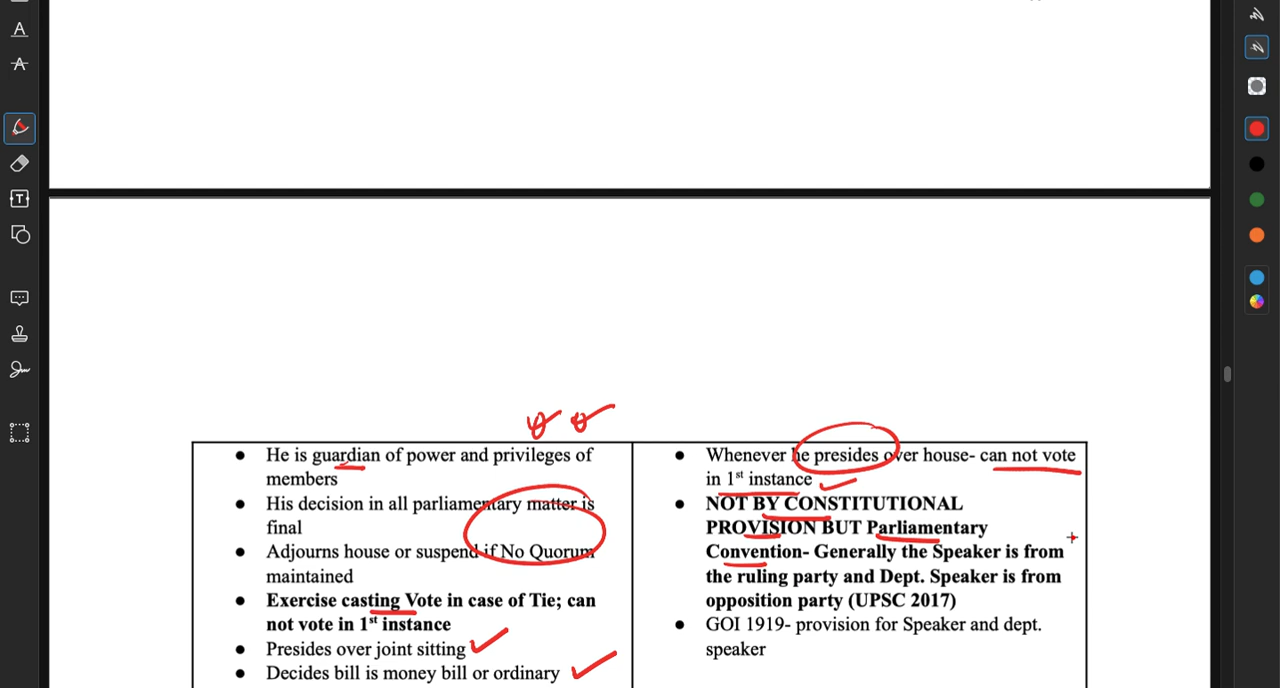 ● He is guardian of power and privileges of
members
● His decision in all parliamentary matter is
final
● Adjourns house or suspend if No Quorum
maintained
● Exercise casting Vote in case of Tie; can
not vote in 1st instance
● Presides over joint sitting
● Decides bill is money bill or ordinary
● Whenever he presides over house- can not vote
in 1st instance
● NOT BY CONSTITUTIONAL
PROVISION BUT Parliamentary
Convention- Generally the Speaker is from
the ruling party and Dept. Speaker is from
opposition party (UPSC 2017)
● GOI 1919- provision for Speaker and dept.
speaker